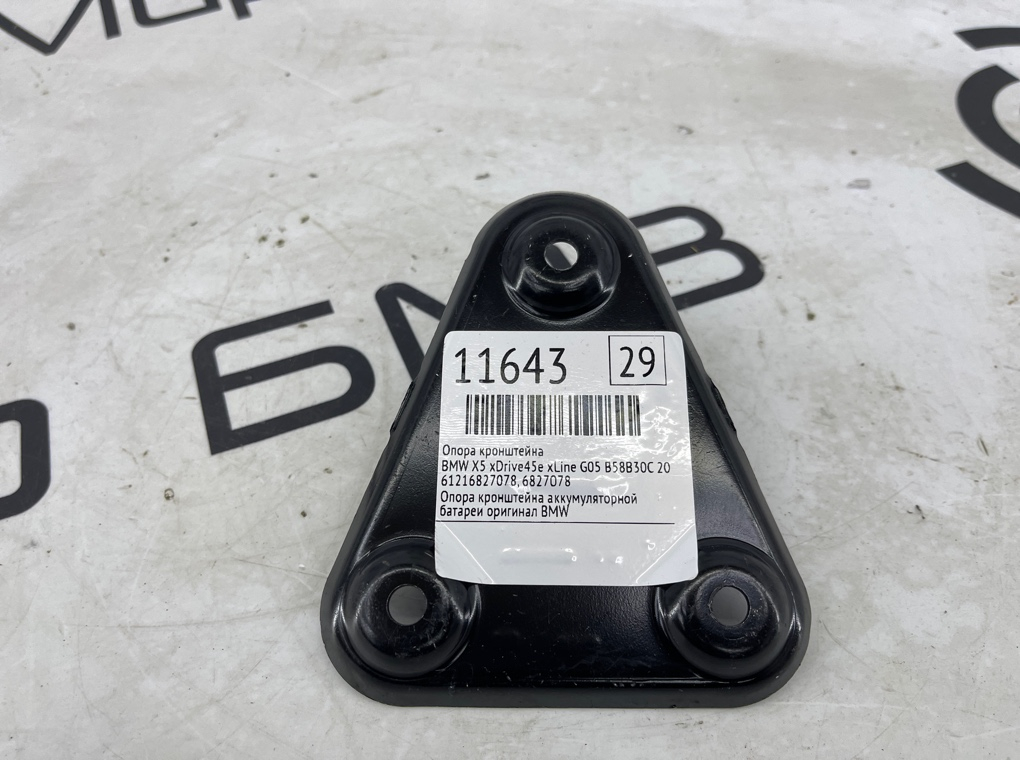 БМВ
11643
29
Опора кронштейна
BMW X5 xDrive45e xLine G05 B58B30C 20
61216827078, 6827078
Опора кронштейна аккумуляторной
батареи оригинал BMW